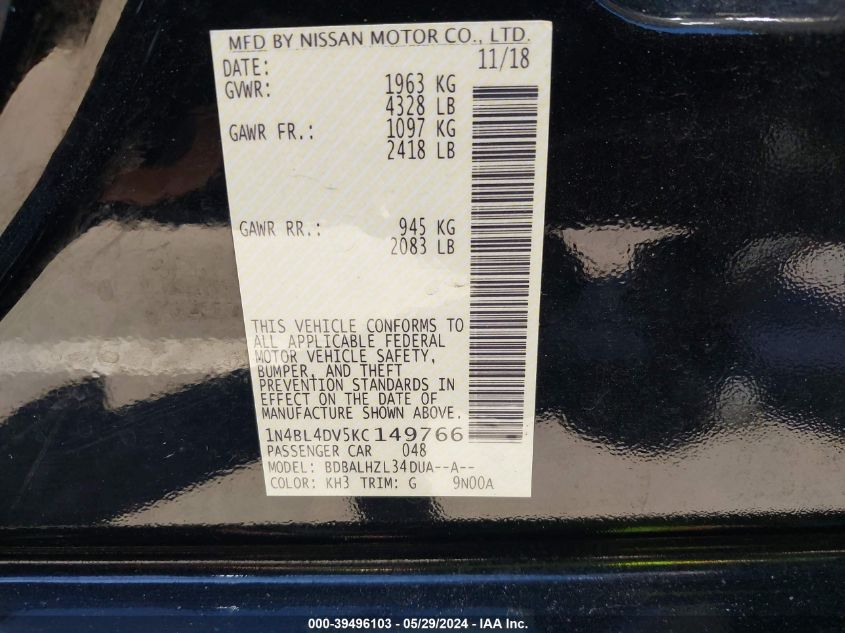 MFD BY NISSAN MOTOR CO., LTD.
DATE: 11/18
GVWR: 1963 KG
4328 LB
GAWR FR.: 1097 KG
2418 LB
GAWR RR.: 945 KG
2083 LB
THIS VEHICLE CONFORMS TO
ALL APPLICABLE FEDERAL
MOTOR VEHICLE SAFETY,
BUMPER, AND THEFT
PREVENTION STANDARDS IN
EFFECT ON THE DATE OF
MANUFACTURE SHOWN ABOVE.
1N4BL4DV5KC149766
PASSENGER CAR 048
MODEL: BDBALHZL34DUA--A--
COLOR: KH3 TRIM: G 9N00A
000-39496103 - 05/29/2024 - IAA Inc.